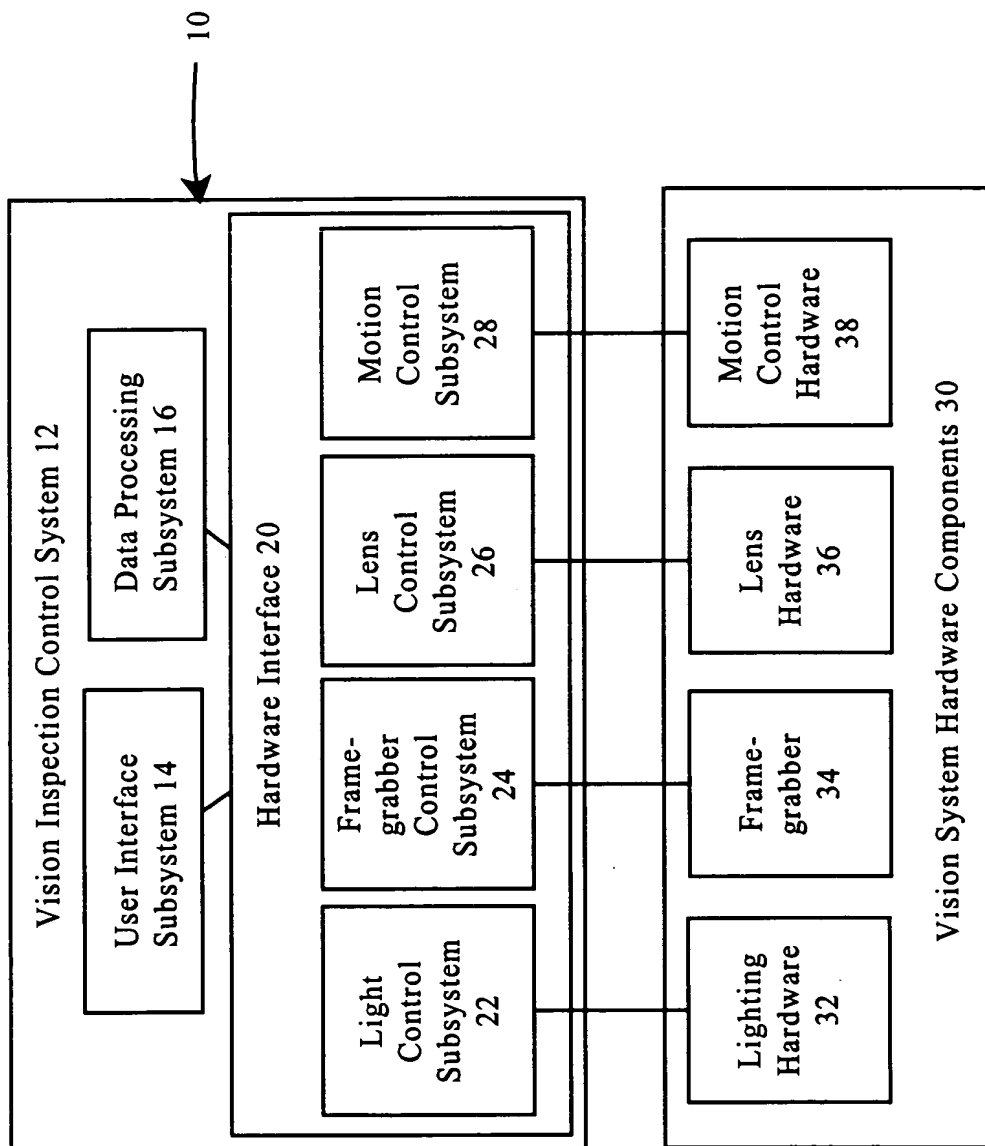 10
Vision Inspection Control System 12
User Interface
Subsystem 14
Data Processing
Subsystem 16
Hardware Interface 20
Light
Control
Subsystem
22
Frame-
grabber
Control
Subsystem
24
Lens
Control
Subsystem
26
Motion
Control
Subsystem
28
Lighting
Hardware
32
Frame-
grabber
34
Lens
Hardware
36
Motion
Control
Hardware
38
Vision System Hardware Components 30